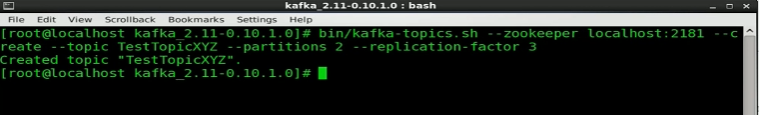 kafka_2.11-0.10.1.0 : bash
File Edit View Scrollback Bookmarks Settings Help
[root@localhost kafka_2.11-0.10.1.0]# bin/kafka-topics.sh --zookeeper localhost:2181 --c
reate --topic TestTopicXYZ --partitions 2 --replication-factor 3
Created topic "TestTopicXYZ".
[root@localhost kafka_2.11-0.10.1.0]#